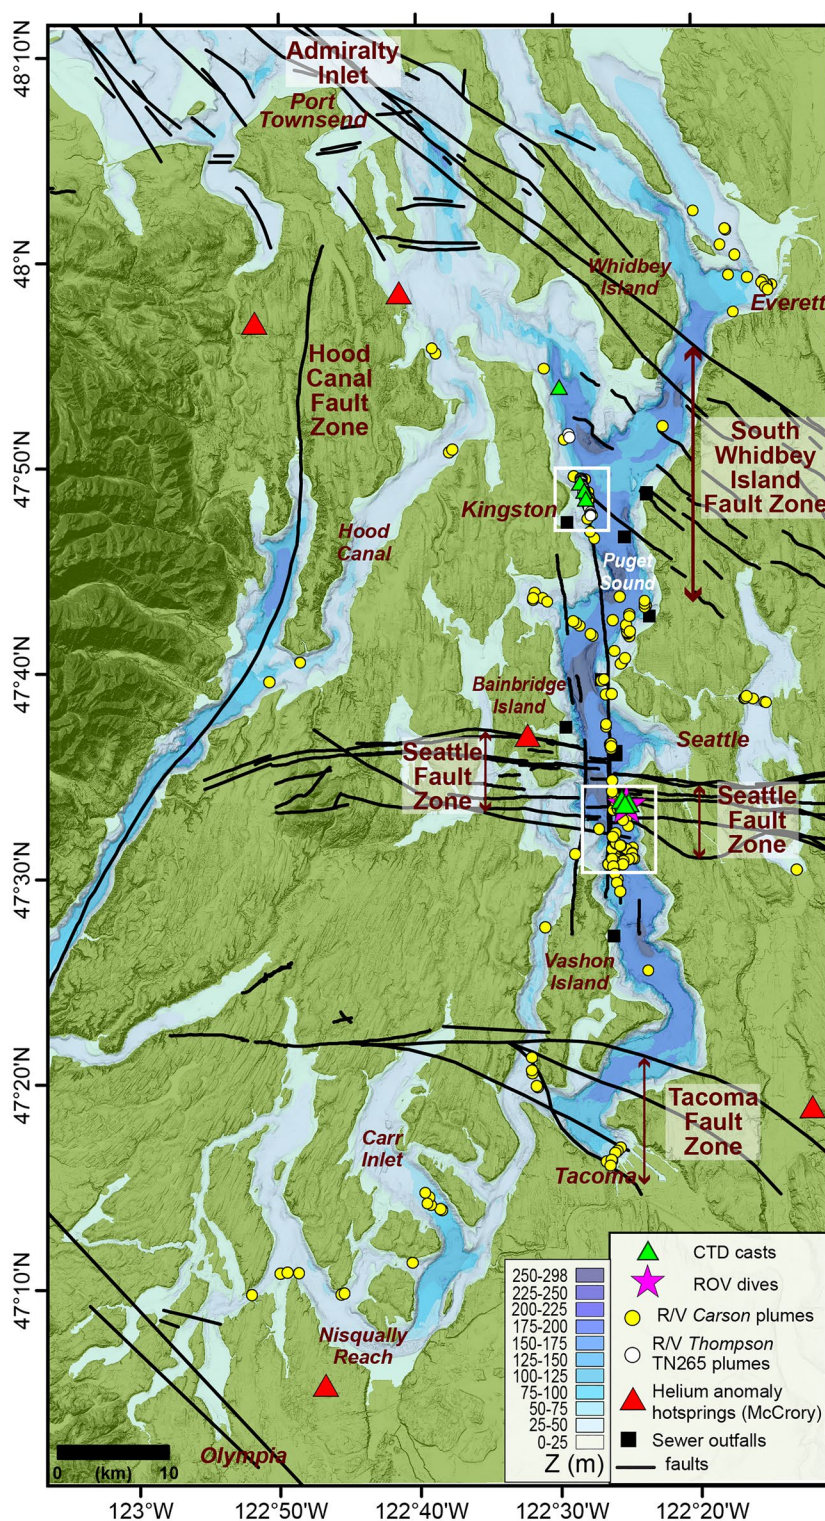 48°10'N
48°N
47°50'N
47°40'N
47°30'N
47°20'N
47°10'N
Admiralty
Inlet
Port
Townsend
Whidbey
Island
Everett
Hood
Canal
Fault
Zone
South
Whidbey
Island
Fault Zone
Kingston
Hood
Canal
Puget
Sound
Bainbridge
Island
Seattle
Seattle
Fault
Zone
Seattle
Fault
Zone
Vashon
Island
Tacoma
Fault
Zone
Carr
Inlet
Tacoma
Nisqually
Reach
Olympia
0 (km) 10
250-298
225-250
200-225
175-200
150-175
125-150
100-125
75-100
50-75
25-50
0-25
Z (m)
CTD casts
ROV dives
R/V Carson plumes
R/V Thompson
TN265 plumes
Helium anomaly
hotsprings (McCrory)
Sewer outfalls
faults
123°W
122°50'W
122°40'W
122°30'W
122°20'W